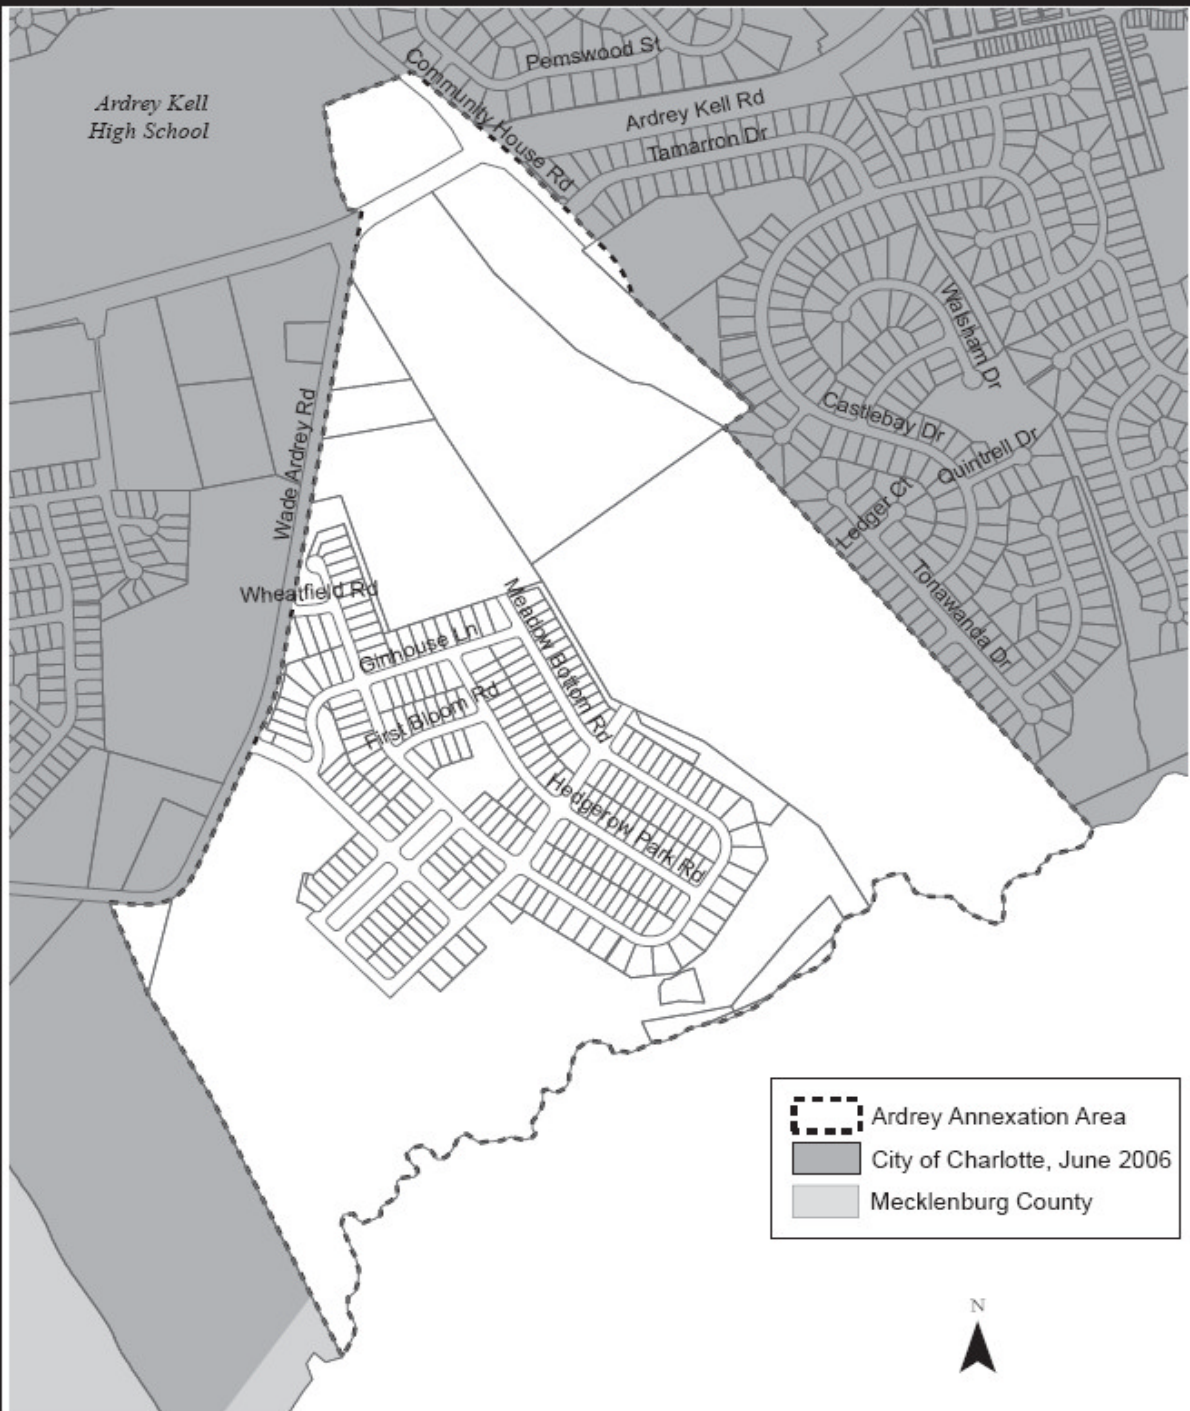 Pemswood St
Community House Rd
Ardrey Kell
High School
Ardrey Kell Rd
Tamarron Dr
Walsham Dr
Wade Ardrey Rd
Castlebay Dr
Quintrell Dr
Ledger Ct
Tonawanda Dr
Wheatfield Rd
Meadow Bottom Rd
Ginhouse Ln
First Bloom Rd
Hedgerow Park Rd
Ardrey Annexation Area
City of Charlotte, June 2006
Mecklenburg County
N